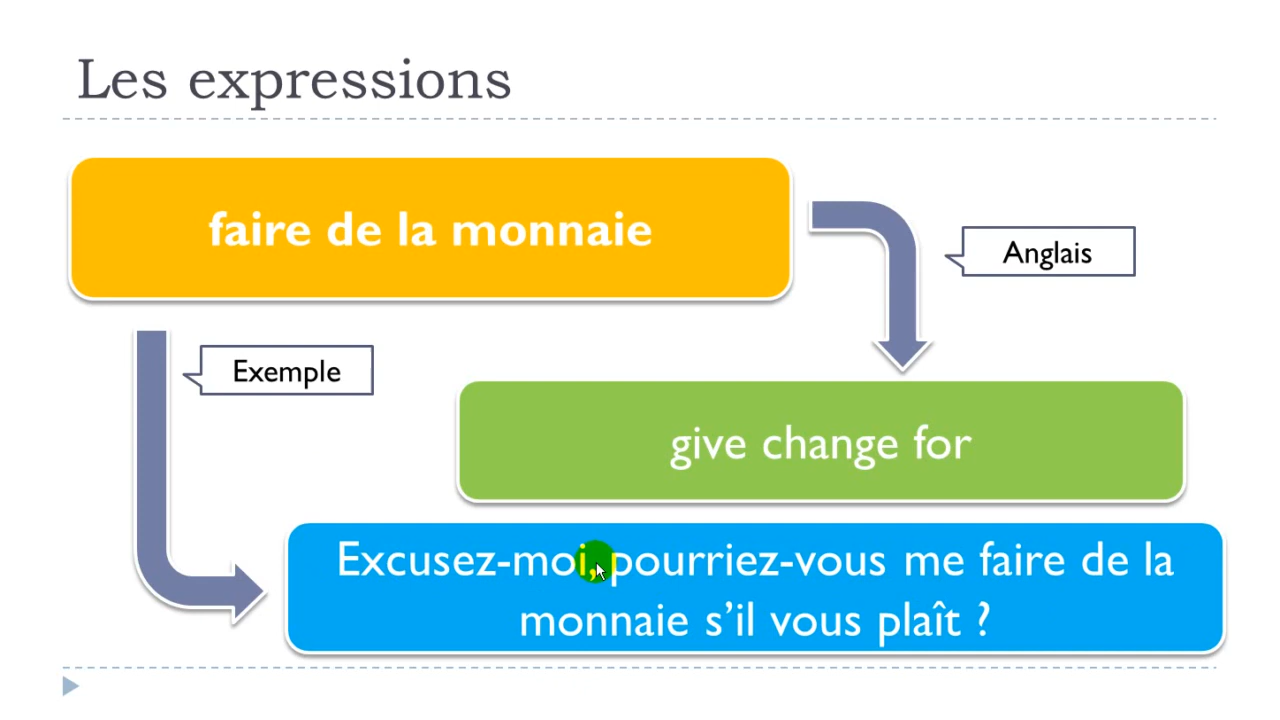 Les expressions
faire de la monnaie
Anglais
Exemple
give change for
Excusez-moi, pourriez-vous me faire de la
monnaie s’il vous plaît ?